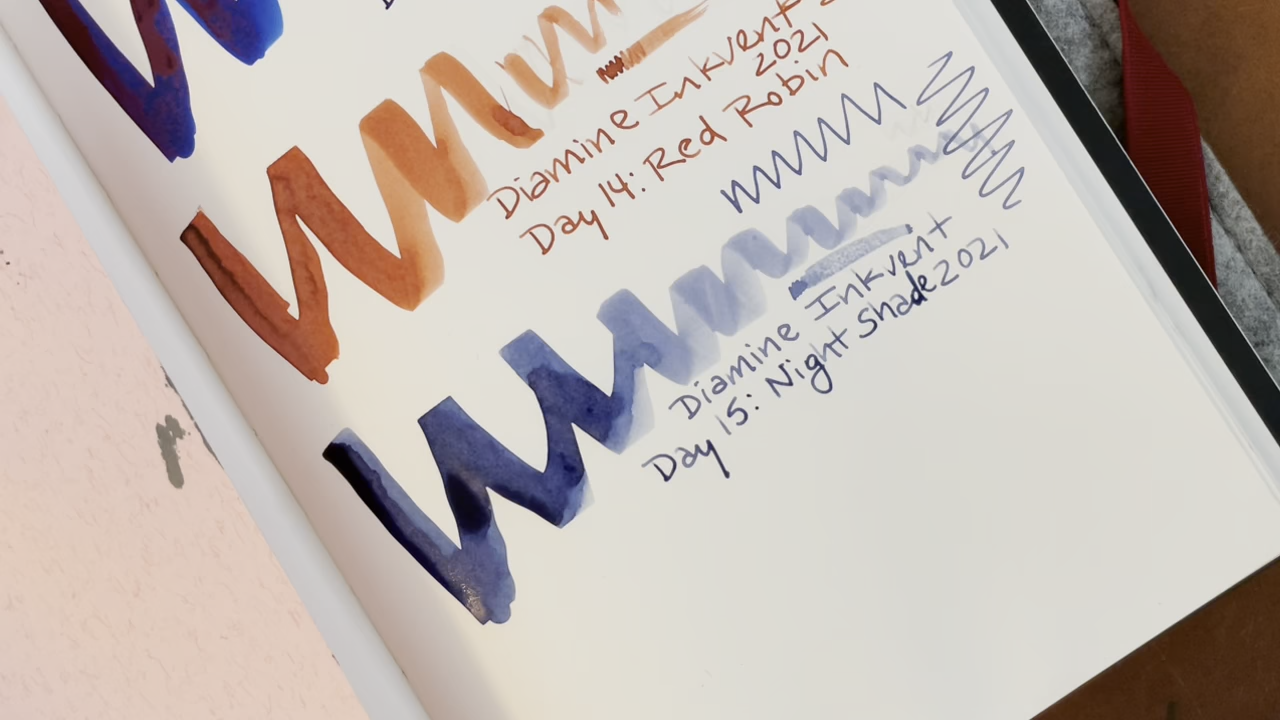 Diamine Inkvent
2021
Day 14: Red Robin
Diamine Inkvent
Day 15: Night Shade 2021